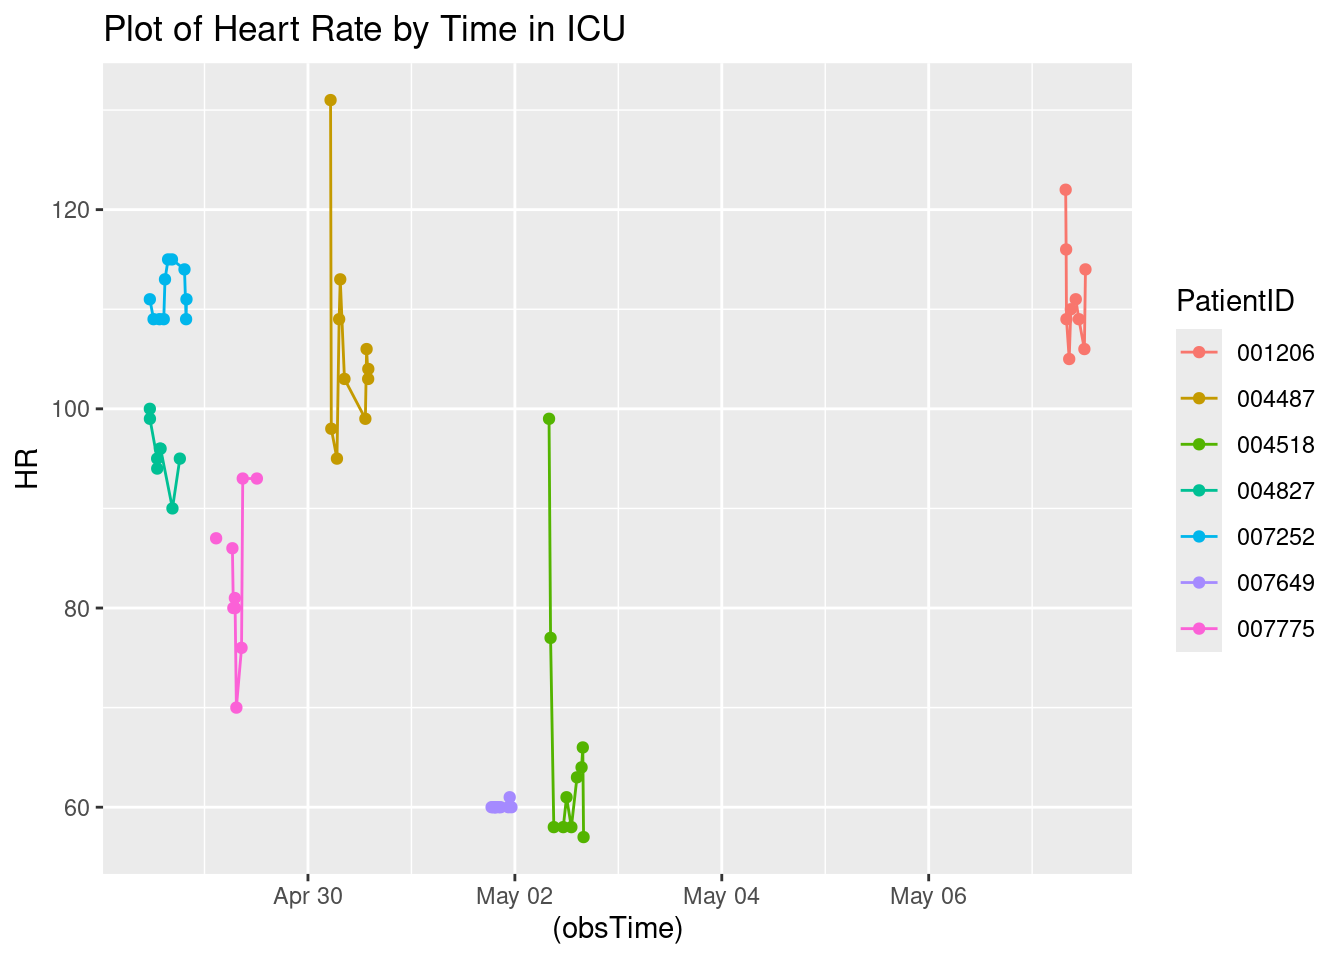 Plot of Heart Rate by Time in ICU
HR
120
100
80
60
Apr 30 May 02 May 04 May 06
(obsTime)
PatientID
001206
004487
004518
004827
007252
007649
007775